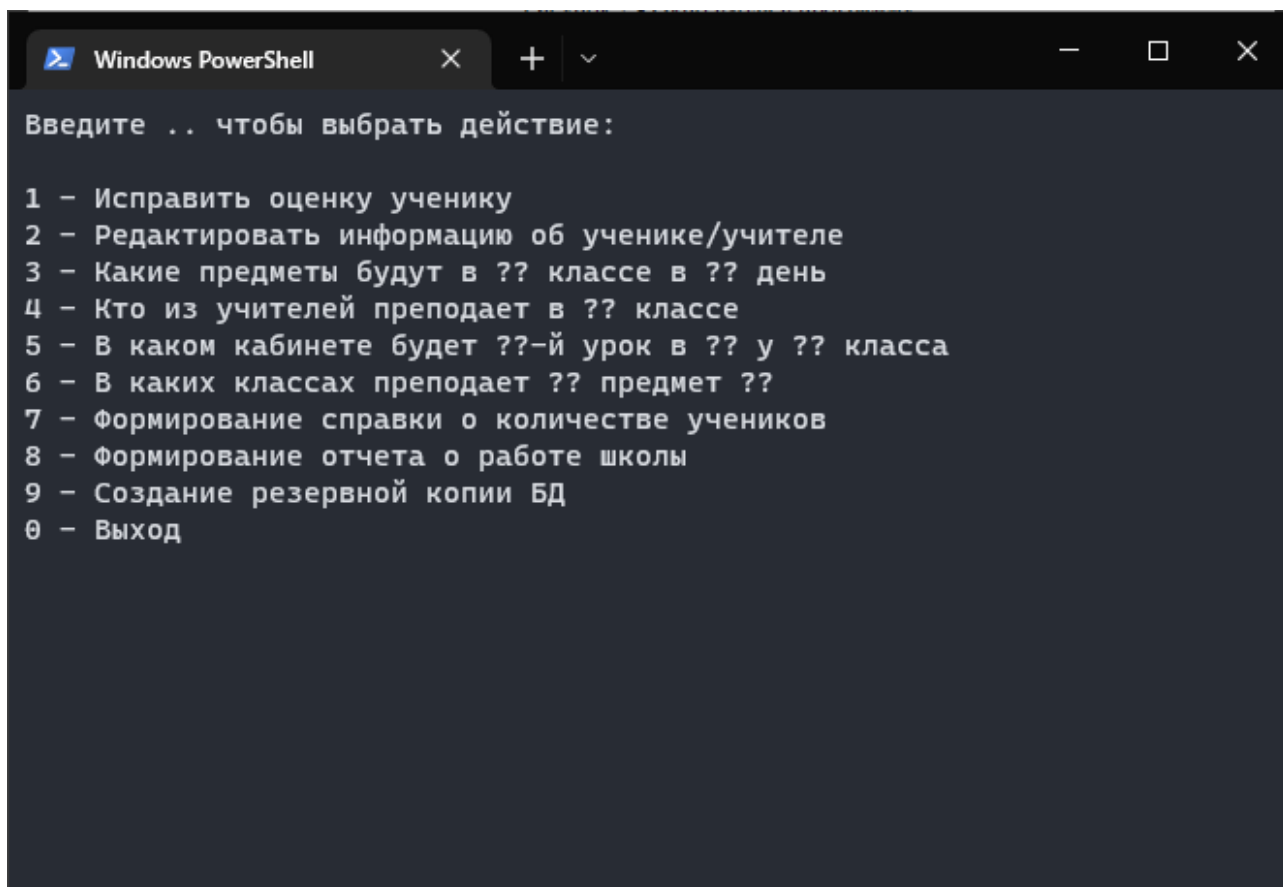 Windows PowerShell
Введите .. чтобы выбрать действие:
1 – Исправить оценку ученику
2 – Редактировать информацию об ученике/учителе
3 – Какие предметы будут в ?? классе в ?? день
4 – Кто из учителей преподает в ?? классе
5 – В каком кабинете будет ??-й урок в ?? у ?? класса
6 – В каких классах преподает ?? предмет ??
7 – Формирование справки о количестве учеников
8 – Формирование отчета о работе школы
9 – Создание резервной копии БД
0 – Выход